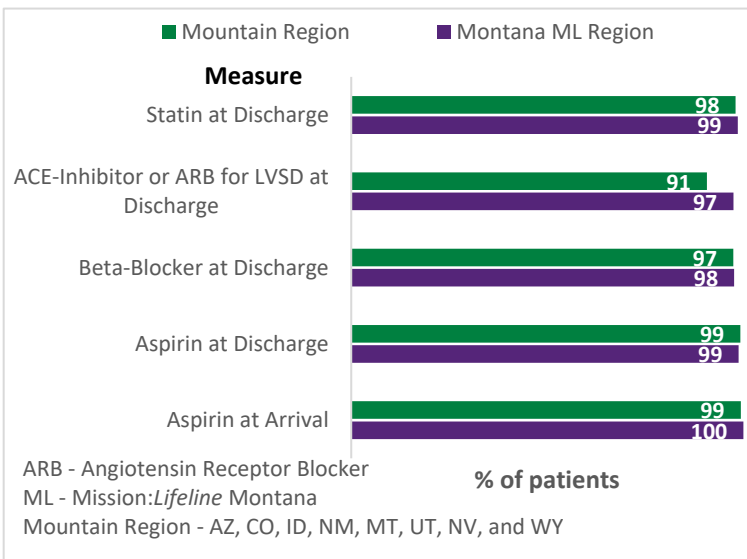 Mountain Region
Montana ML Region
Measure
Statin at Discharge
98
99
ACE-Inhibitor or ARB for LVSD at
Discharge
91
97
Beta-Blocker at Discharge
97
98
Aspirin at Discharge
99
99
Aspirin at Arrival
99
100
% of patients
ARB - Angiotensin Receptor Blocker
ML - Mission:Lifeline Montana
Mountain Region - AZ, CO, ID, NM, MT, UT, NV, and WY